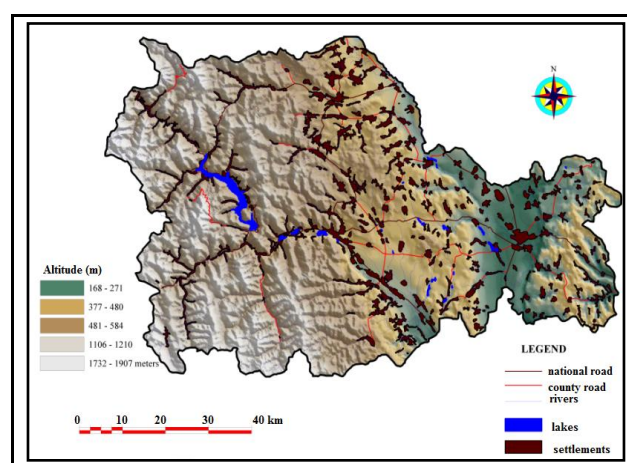 N
Altitude (m)
168 - 271
377 - 480
481 - 584
1106 - 1210
1732 - 1907 meters
0 10 20 30 40 km
LEGEND
national road
county road
rivers
lakes
settlements